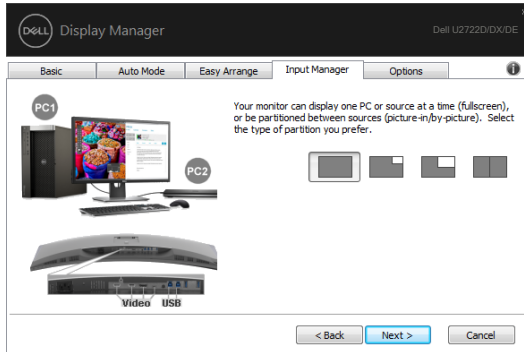 DELL Display Manager
Dell U2722D/DX/DE
Basic
Auto Mode
Easy Arrange
Input Manager
Options
PC1
PC2
Video USB
Your monitor can display one PC or source at a time (fullscreen),
or be partitioned between sources (picture-in/by-picture). Select
the type of partition you prefer.
< Back
Next >
Cancel